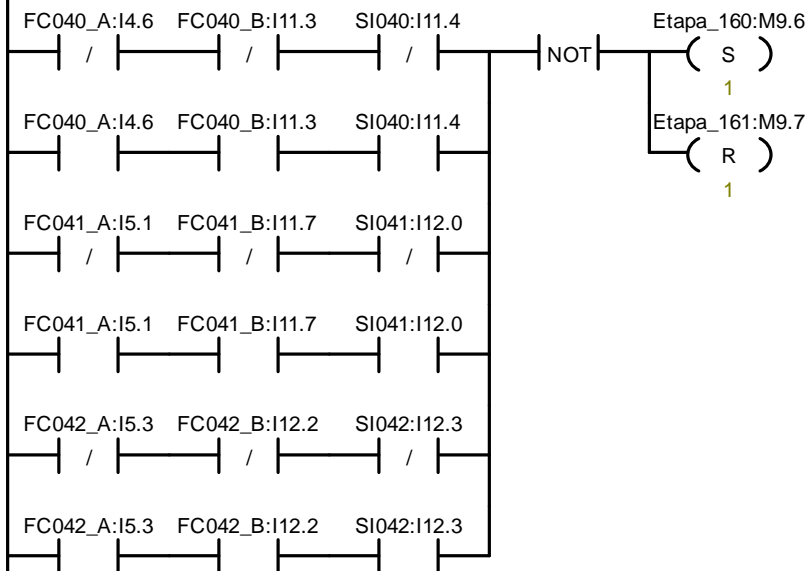 FC040_A:I4.6 FC040_B:I11.3 SI040:I11.4 Etapa_160:M9.6
/ / / NOT S
1
FC040_A:I4.6 FC040_B:I11.3 SI040:I11.4 Etapa_161:M9.7
R
1
FC041_A:I5.1 FC041_B:I11.7 SI041:I12.0
/ / /
FC041_A:I5.1 FC041_B:I11.7 SI041:I12.0
FC042_A:I5.3 FC042_B:I12.2 SI042:I12.3
/ / /
FC042_A:I5.3 FC042_B:I12.2 SI042:I12.3